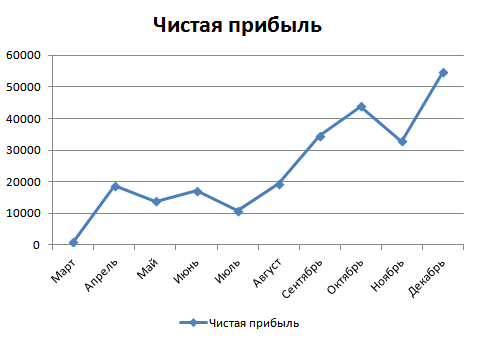 Чистая прибыль
60000
50000
40000
30000
20000
10000
0
Март
Апрель
Май
Июнь
Июль
Август
Сентябрь
Октябрь
Ноябрь
Декабрь
Чистая прибыль